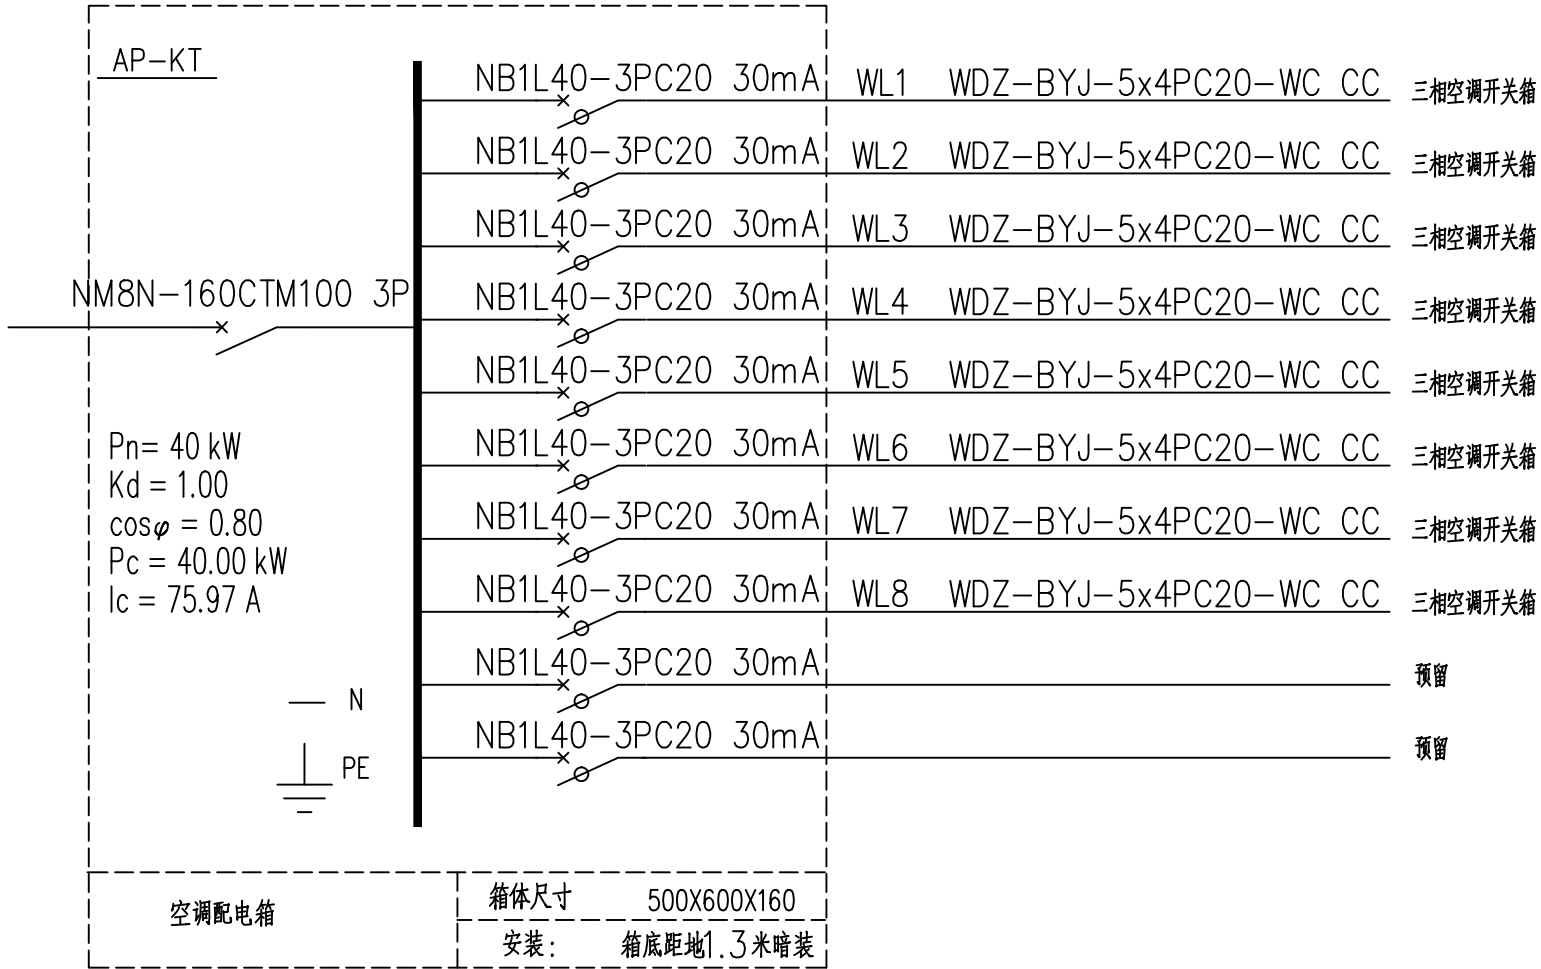 AP-KT
NB1L40-3PC20 30mA WL1 WDZ-BYJ-5x4PC20-WC CC 三相空调开关箱
NB1L40-3PC20 30mA WL2 WDZ-BYJ-5x4PC20-WC CC 三相空调开关箱
NB1L40-3PC20 30mA WL3 WDZ-BYJ-5x4PC20-WC CC 三相空调开关箱
NM8N-160CTM100 3P
NB1L40-3PC20 30mA WL4 WDZ-BYJ-5x4PC20-WC CC 三相空调开关箱
NB1L40-3PC20 30mA WL5 WDZ-BYJ-5x4PC20-WC CC 三相空调开关箱
NB1L40-3PC20 30mA WL6 WDZ-BYJ-5x4PC20-WC CC 三相空调开关箱
NB1L40-3PC20 30mA WL7 WDZ-BYJ-5x4PC20-WC CC 三相空调开关箱
NB1L40-3PC20 30mA WL8 WDZ-BYJ-5x4PC20-WC CC 三相空调开关箱
NB1L40-3PC20 30mA 预留
NB1L40-3PC20 30mA 预留
Pn= 40 kW
Kd = 1.00
cosφ = 0.80
Pc = 40.00 kW
Ic = 75.97 A
N
PE
空调配电箱
箱体尺寸 500X600X160
安装: 箱底距地1.3米暗装